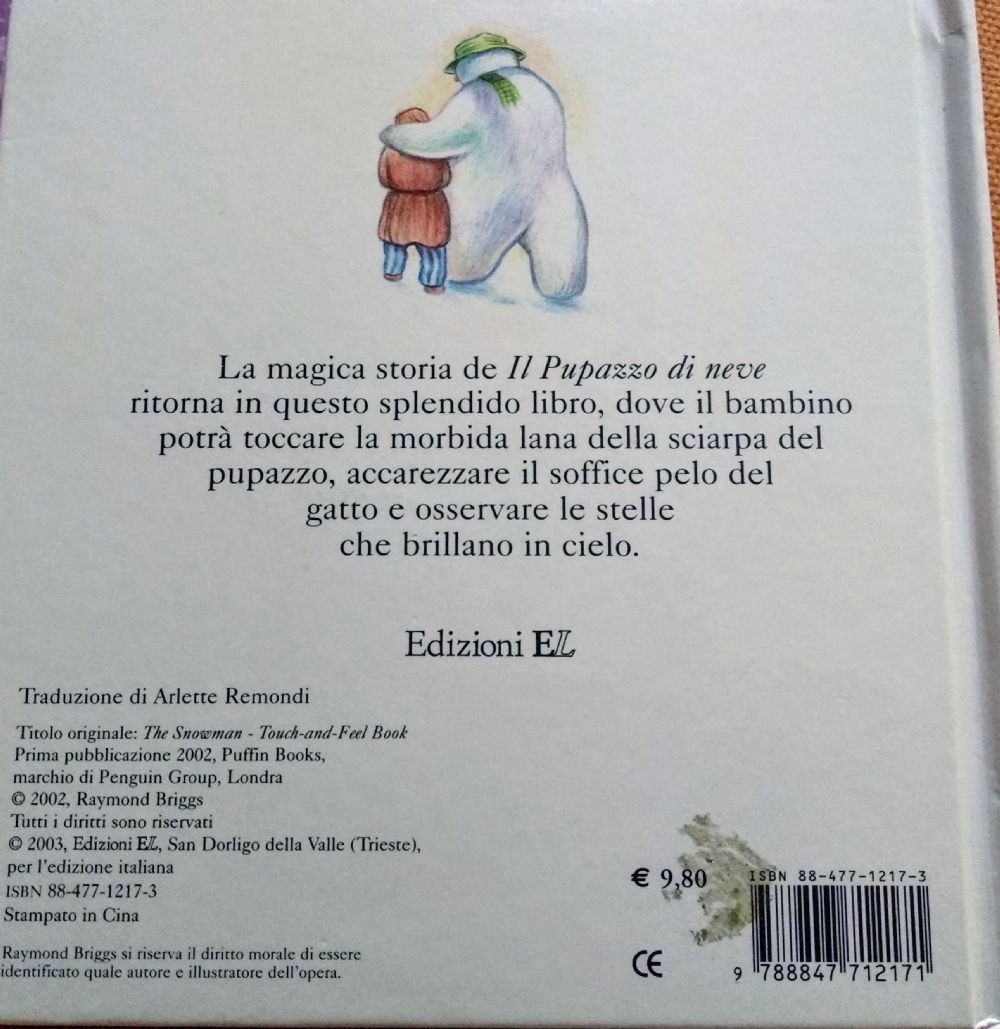 La magica storia de Il Pupazzo di neve
ritorna in questo splendido libro, dove il bambino
potrà toccare la morbida lana della sciarpa del
pupazzo, accarezzare il soffice pelo del
gatto e osservare le stelle
che brillano in cielo.
Edizioni EL
Traduzione di Arlette Remondi
Titolo originale: The Snowman - Touch-and-Feel Book
Prima pubblicazione 2002, Puffin Books,
marchio di Penguin Group, Londra
© 2002, Raymond Briggs
Tutti i diritti sono riservati
© 2003, Edizioni EL, San Dorligo della Valle (Trieste),
per l'edizione italiana
ISBN 88-477-1217-3
Stampato in Cina
Raymond Briggs si riserva il diritto morale di essere
identificato quale autore e illustratore dell'opera.
€ 9,80
CE
ISBN 88-477-1217-3
9 788847 712171